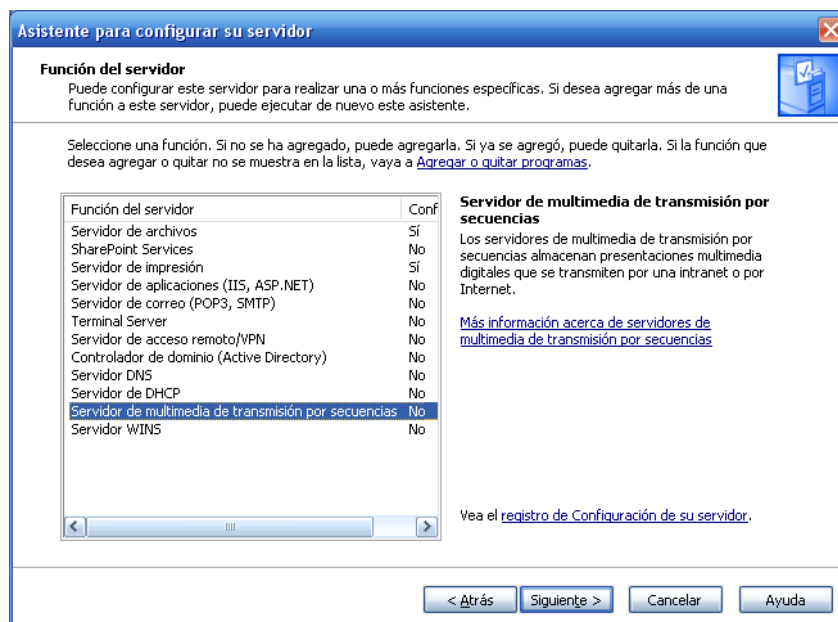 Asistente para configurar su servidor
Función del servidor
Puede configurar este servidor para realizar una o más funciones específicas. Si desea agregar más de una
función a este servidor, puede ejecutar de nuevo este asistente.
Seleccione una función. Si no se ha agregado, puede agregarla. Si ya se agregó, puede quitarla. Si la función que
desea agregar o quitar no se muestra en la lista, vaya a Agregar o quitar programas.
Función del servidor Conf
Servidor de archivos Sí
SharePoint Services No
Servidor de impresión Sí
Servidor de aplicaciones (IIS, ASP.NET) No
Servidor de correo (POP3, SMTP) No
Terminal Server No
Servidor de acceso remoto/VPN No
Controlador de dominio (Active Directory) No
Servidor DNS No
Servidor de DHCP No
Servidor de multimedia de transmisión por secuencias No
Servidor WINS No
Servidor de multimedia de transmisión por
secuencias
Los servidores de multimedia de transmisión por
secuencias almacenan presentaciones multimedia
digitales que se transmiten por una intranet o por
Internet.
Más información acerca de servidores de
multimedia de transmisión por secuencias
Vea el registro de Configuración de su servidor.
< Atrás Siguiente > Cancelar Ayuda